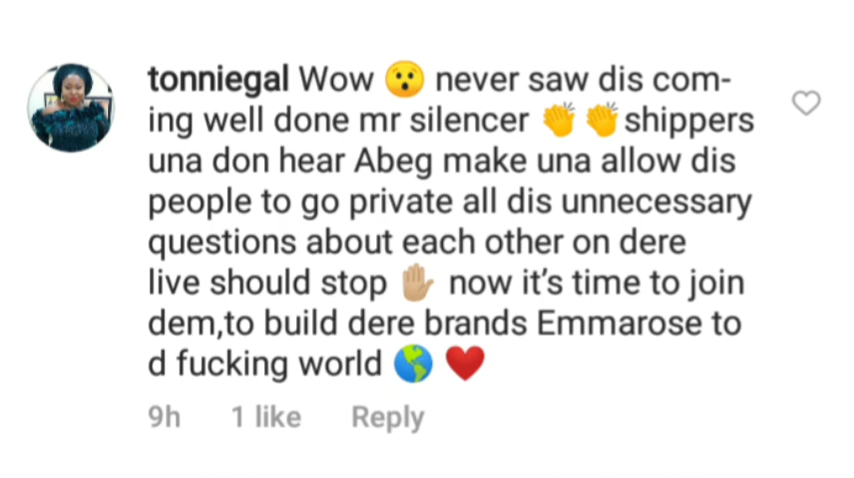 tonniegal Wow 😯 never saw dis com-
ing well done mr silencer 👏 👏 shippers
una don hear Abeg make una allow dis
people to go private all dis unnecessary
questions about each other on dere
live should stop 🤚🏼 now it's time to join
dem,to build dere brands Emmarose to
d fucking world 🌎 ❤️
9h 1 like Reply